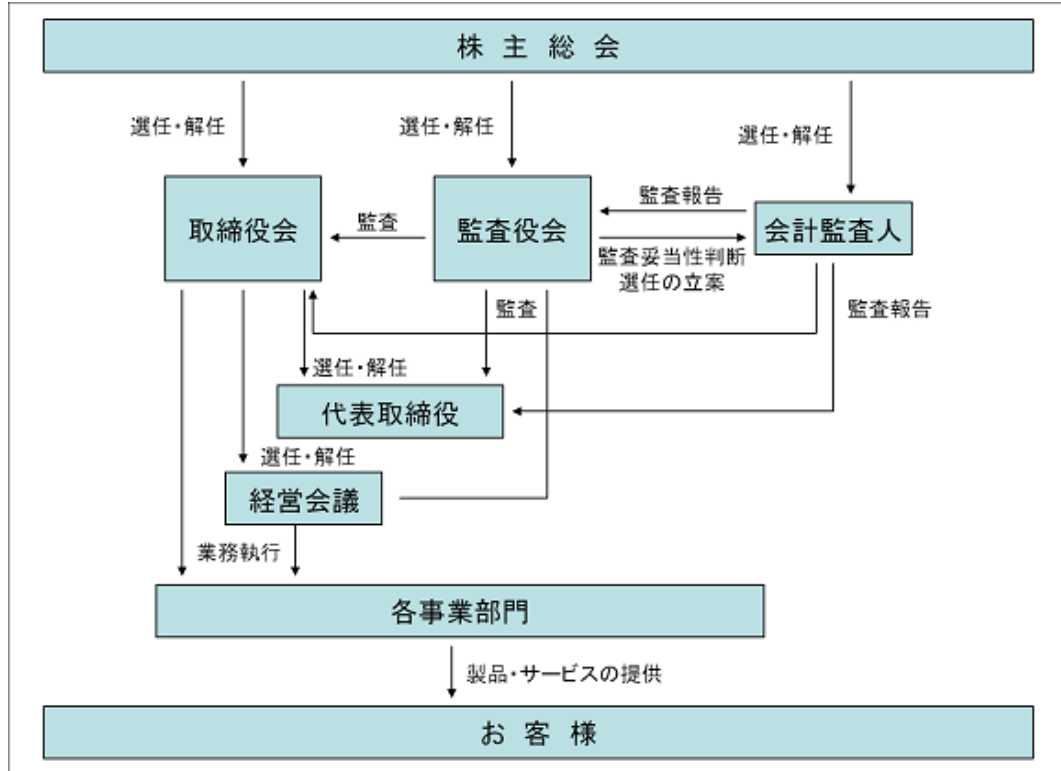 株主総会
選任・解任
選任・解任
選任・解任
取締役会
監査
監査役会
監査報告
会計監査人
監査妥当性判断
選任の立案
監査
監査報告
選任・解任
代表取締役
選任・解任
経営会議
業務執行
各事業部門
製品・サービスの提供
お客様